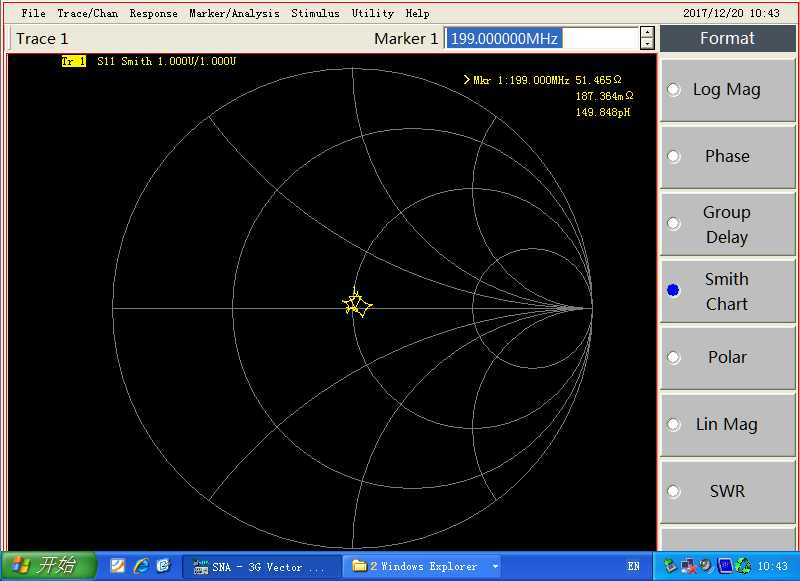 File Trace/Chan Response Marker/Analysis Stimulus Utility Help 2017/12/20 10:43
Trace 1 Marker 1 199.000000MHz Format
Tr 1 S11 Smith 1.000U/1.000U
>Mkr 1:199.000MHz 51.465Ω
187.364mΩ
149.848pH
Log Mag
Phase
Group
Delay
Smith
Chart
Polar
Lin Mag
SWR
开始 SNA - 3G Vector ... 2 Windows Explorer EN 10:43